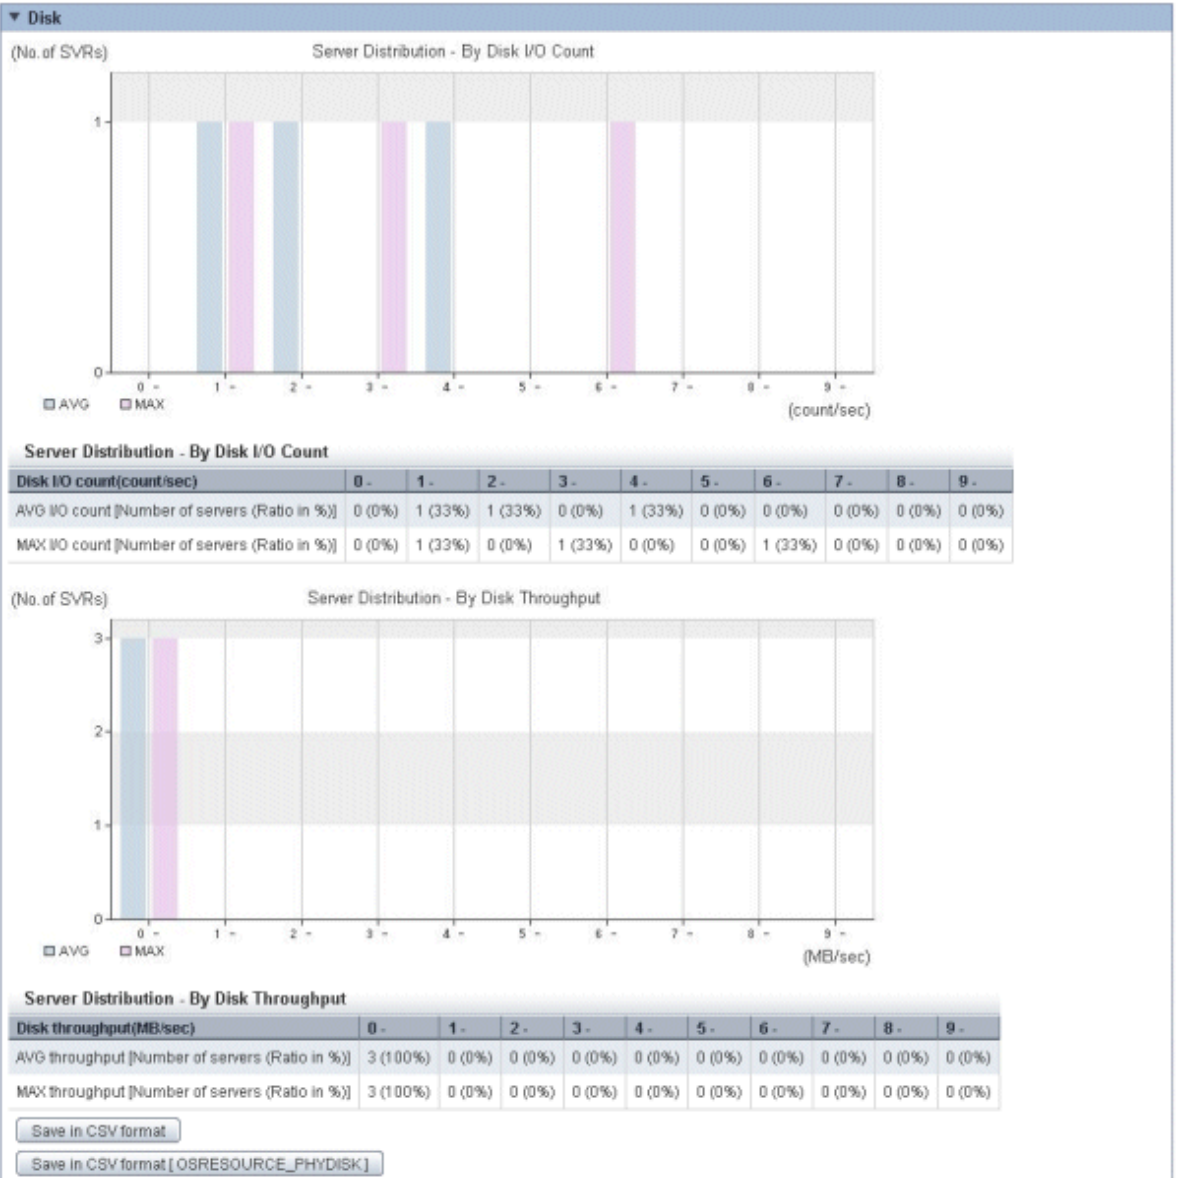 ▼ Disk
(No. of SVRs) Server Distribution - By Disk I/O Count
1
0
0 - 1 - 2 - 3 - 4 - 5 - 6 - 7 - 8 - 9 -
AVG MAX (count/sec)
Server Distribution - By Disk I/O Count
Disk I/O count(count/sec) 0 - 1 - 2 - 3 - 4 - 5 - 6 - 7 - 8 - 9 -
AVG I/O count [Number of servers (Ratio in %)] 0 (0%) 1 (33%) 1 (33%) 0 (0%) 1 (33%) 0 (0%) 0 (0%) 0 (0%) 0 (0%) 0 (0%)
MAX I/O count [Number of servers (Ratio in %)] 0 (0%) 1 (33%) 0 (0%) 1 (33%) 0 (0%) 0 (0%) 1 (33%) 0 (0%) 0 (0%) 0 (0%)
(No. of SVRs) Server Distribution - By Disk Throughput
3
2
1
0
0 - 1 - 2 - 3 - 4 - 5 - 6 - 7 - 8 - 9 -
AVG MAX (MB/sec)
Server Distribution - By Disk Throughput
Disk throughput(MB/sec) 0 - 1 - 2 - 3 - 4 - 5 - 6 - 7 - 8 - 9 -
AVG throughput [Number of servers (Ratio in %)] 3 (100%) 0 (0%) 0 (0%) 0 (0%) 0 (0%) 0 (0%) 0 (0%) 0 (0%) 0 (0%) 0 (0%)
MAX throughput [Number of servers (Ratio in %)] 3 (100%) 0 (0%) 0 (0%) 0 (0%) 0 (0%) 0 (0%) 0 (0%) 0 (0%) 0 (0%) 0 (0%)
Save in CSV format
Save in CSV format [ OSRESOURCE_PHYDISK ]